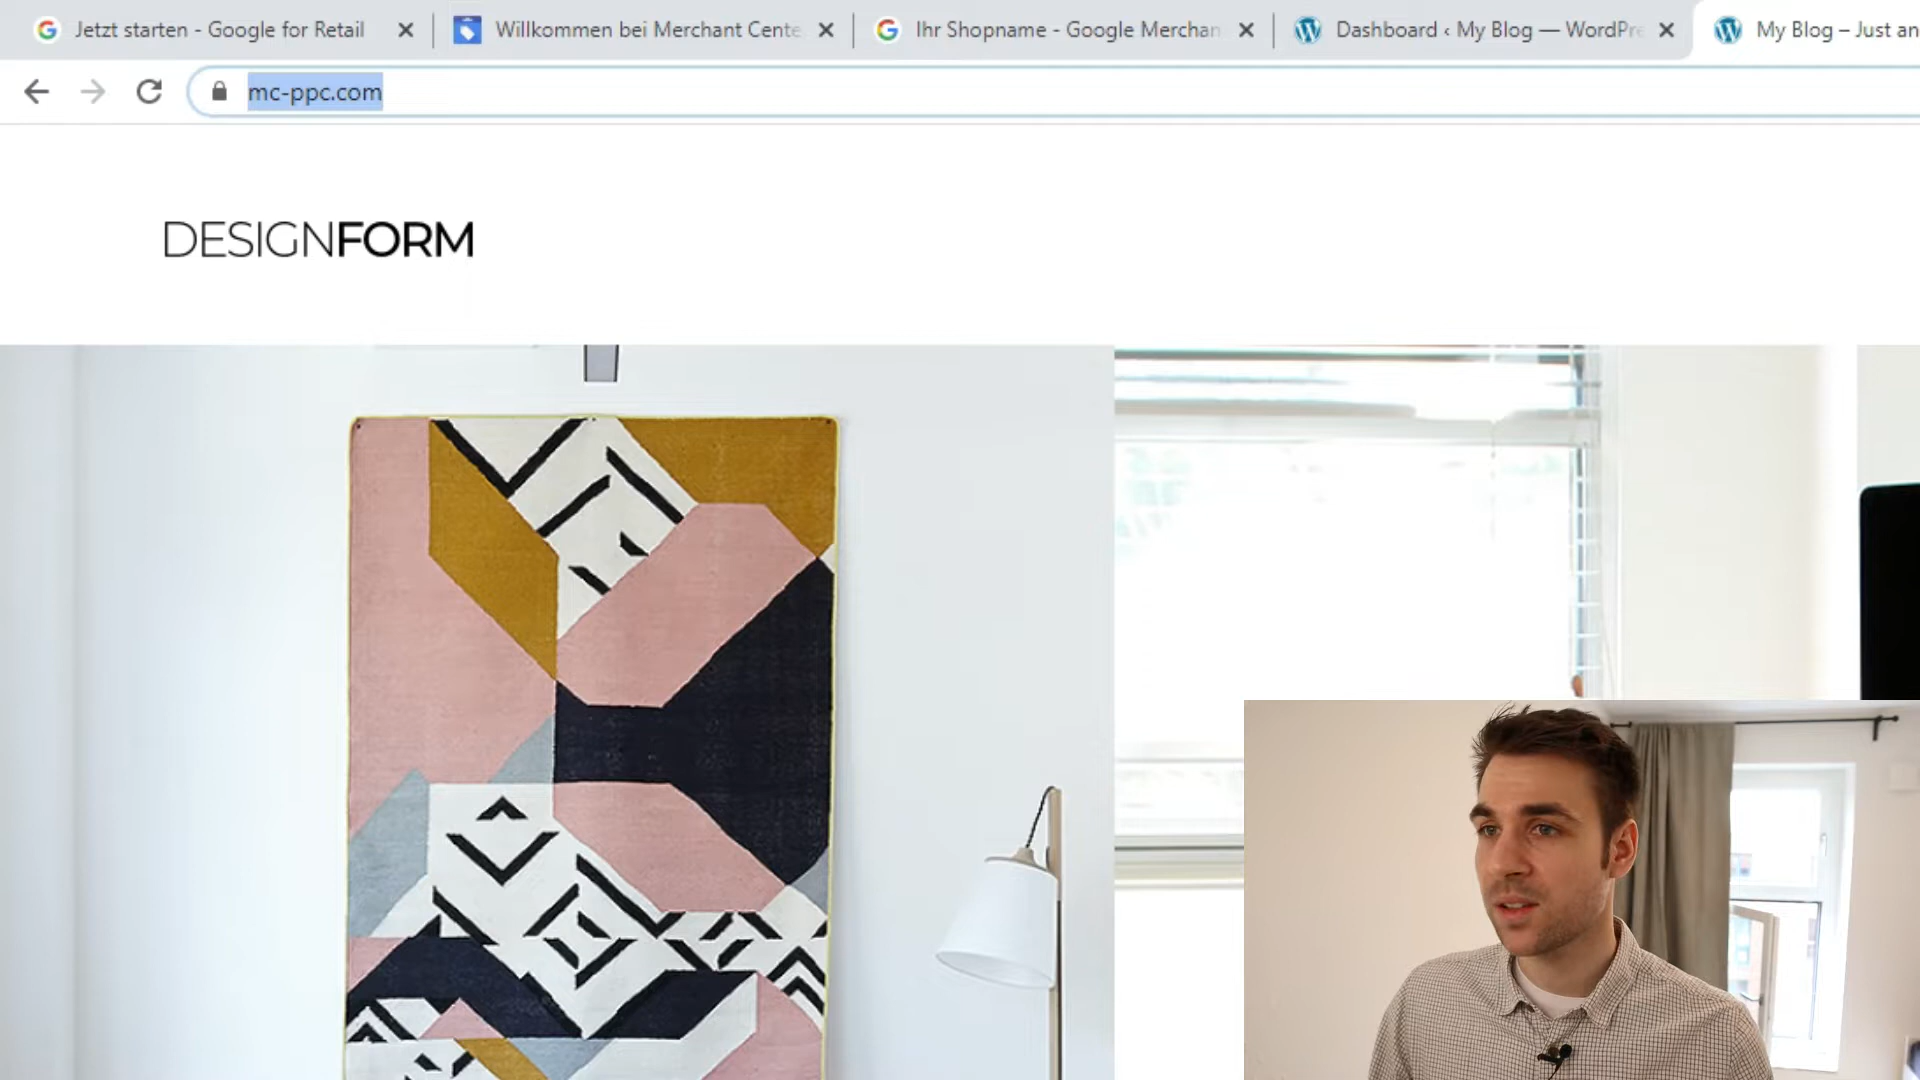 Jetzt starten - Google for Retail
Willkommen bei Merchant Cente
Ihr Shopname - Google Merchan
Dashboard ‹ My Blog — WordPre
My Blog – Just an
mc-ppc.com
DESIGNFORM